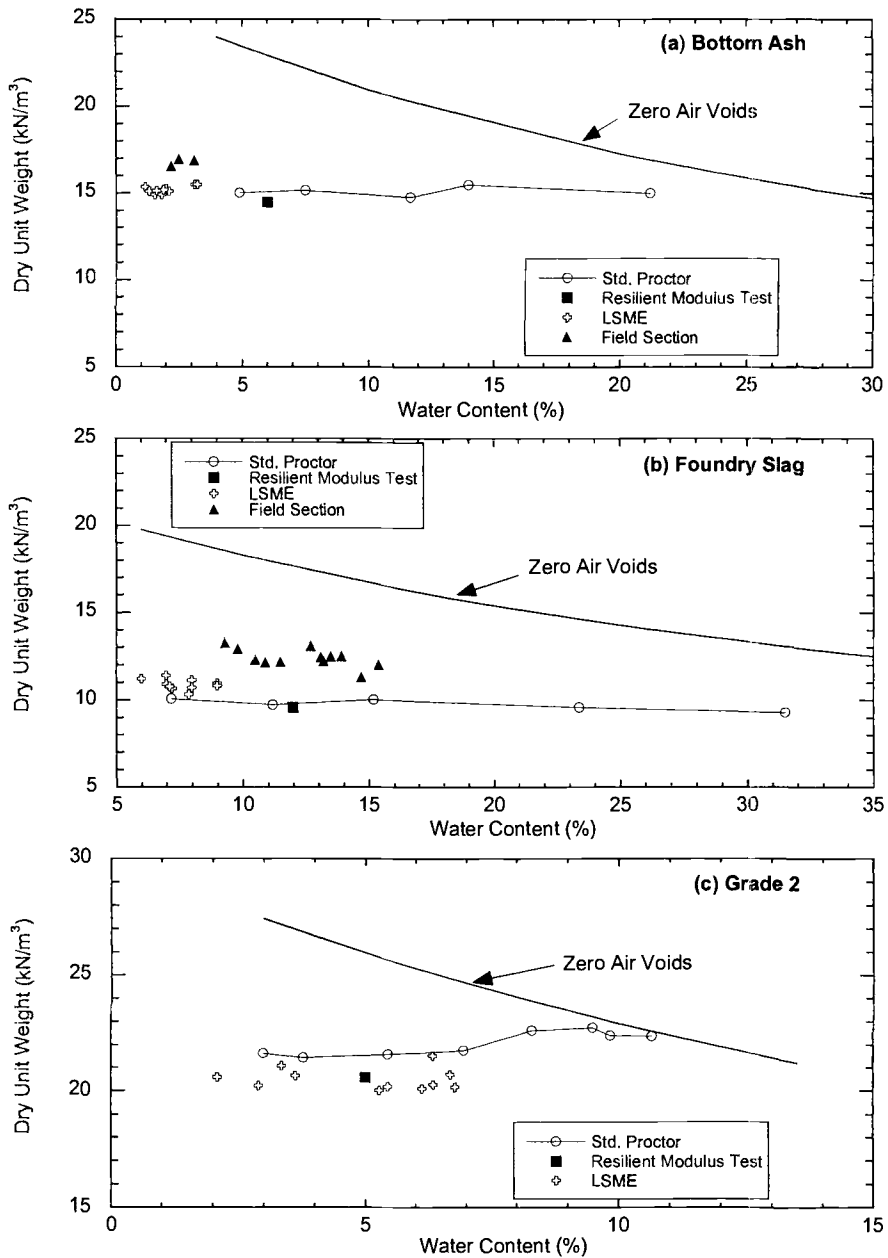 (a) Bottom Ash
Zero Air Voids
Dry Unit Weight (kN/m³)
25
20
15
10
5
Std. Proctor
Resilient Modulus Test
LSME
Field Section
0 5 10 15 20 25 30
Water Content (%)
(b) Foundry Slag
Std. Proctor
Resilient Modulus Test
LSME
Field Section
Zero Air Voids
Dry Unit Weight (kN/m³)
25
20
15
10
5
5 10 15 20 25 30 35
Water Content (%)
(c) Grade 2
Zero Air Voids
Dry Unit Weight (kN/m³)
30
25
20
15
Std. Proctor
Resilient Modulus Test
LSME
0 5 10 15
Water Content (%)